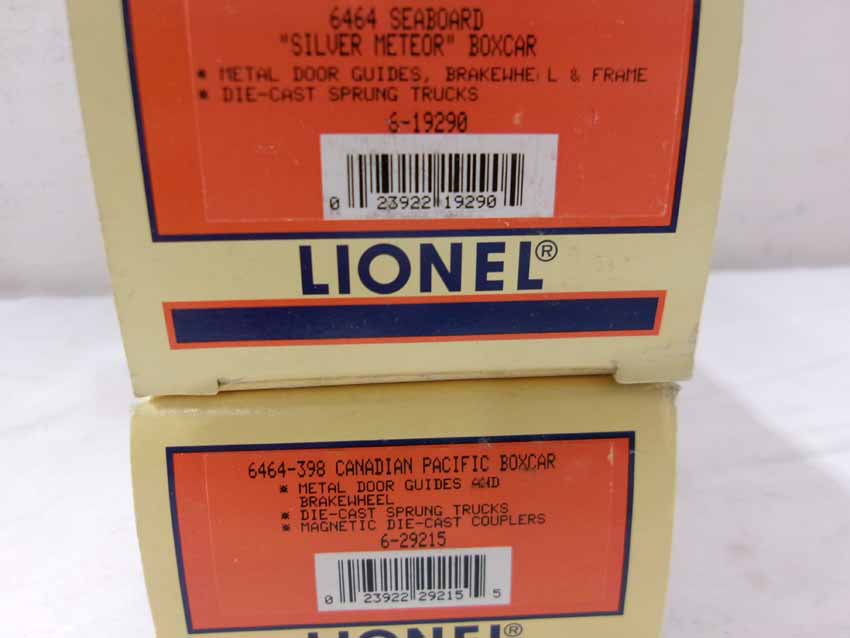 6464 SEABOARD
"SILVER METEOR" BOXCAR
* METAL DOOR GUIDES, BRAKEWHE L & FRAME
* DIE-CAST SPRUNG TRUCKS
6-19290
0 23922 19290
LIONEL®
6464-398 CANADIAN PACIFIC BOXCAR
* METAL DOOR GUIDES AND
BRAKEWHEEL
* DIE-CAST SPRUNG TRUCKS
* MAGNETIC DIE-CAST COUPLERS
6-29215
0 23922 29215 5
LIONEL®